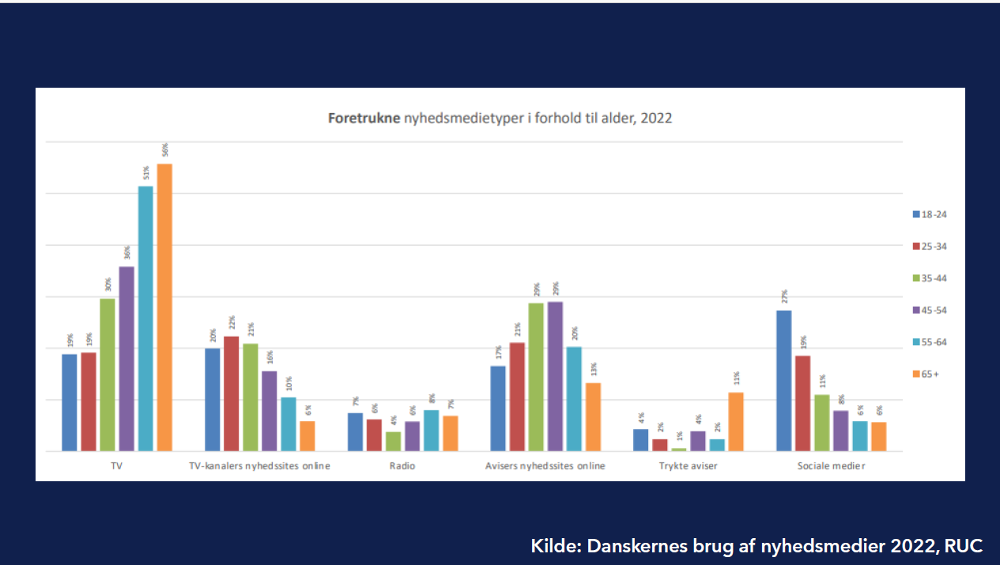 Foretrukne nyhedsmedietyper i forhold til alder, 2022
19% 19% 30% 36% 51% 56%
20% 22% 21% 16% 10% 6%
7% 6% 4% 6% 8% 7%
17% 21% 29% 29% 20% 13%
4% 2% 1% 4% 2% 11%
27% 19% 11% 8% 6% 6%
TV TV-kanalers nyhedssites online Radio Avisers nyhedssites online Trykte aviser Sociale medier
18-24
25-34
35-44
45-54
55-64
65+
Kilde: Danskernes brug af nyhedsmedier 2022, RUC